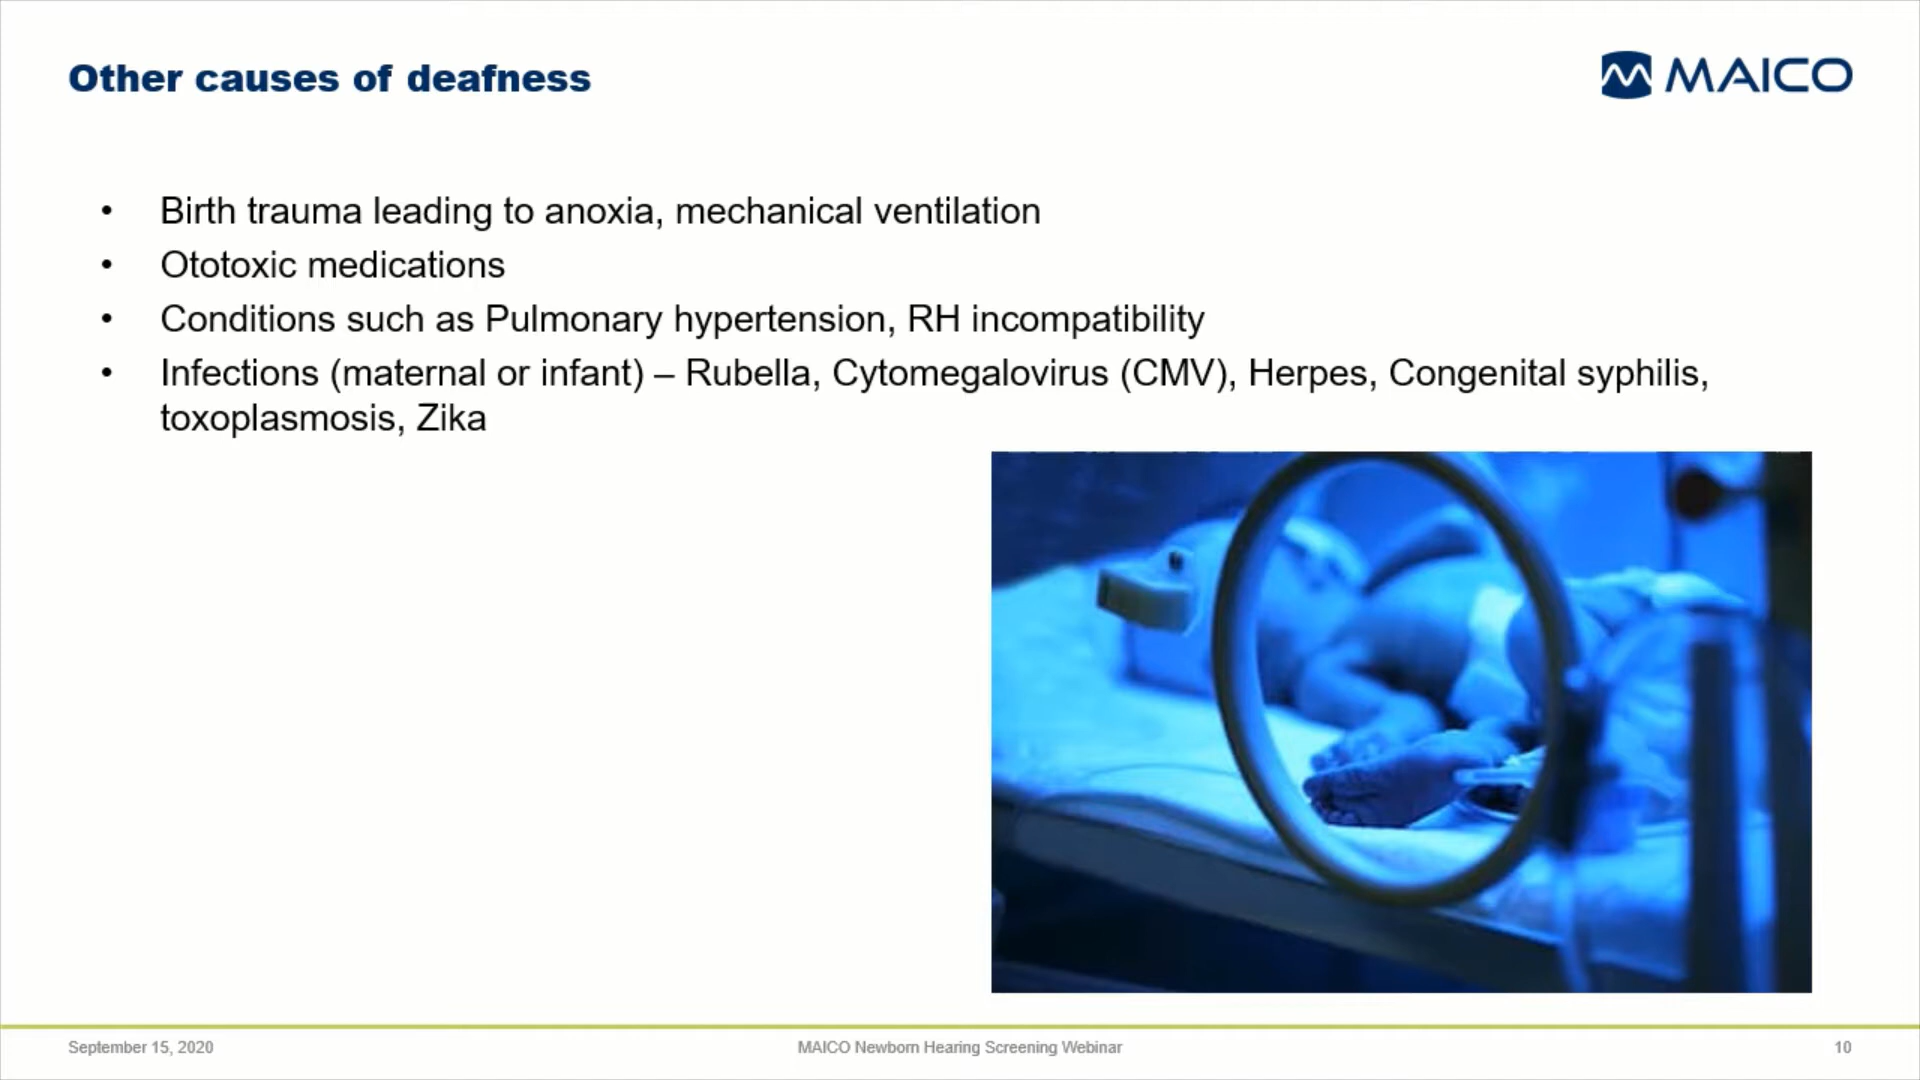 Other causes of deafness
MAICO
• Birth trauma leading to anoxia, mechanical ventilation
• Ototoxic medications
• Conditions such as Pulmonary hypertension, RH incompatibility
• Infections (maternal or infant) – Rubella, Cytomegalovirus (CMV), Herpes, Congenital syphilis,
toxoplasmosis, Zika
September 15, 2020
MAICO Newborn Hearing Screening Webinar
10